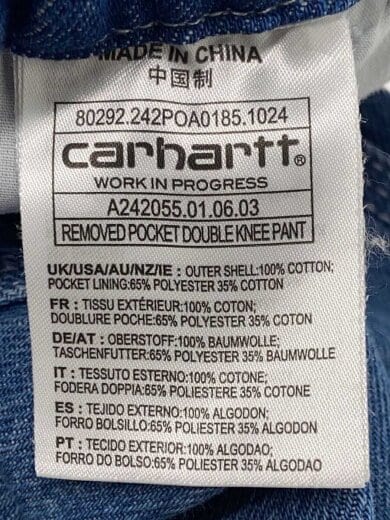 MADE IN CHINA
中国制
80292.242POA0185.1024
carhartt®
WORK IN PROGRESS
A242055.01.06.03
REMOVED POCKET DOUBLE KNEE PANT
UK/USA/AU/NZ/IE : OUTER SHELL:100% COTTON;
POCKET LINING:65% POLYESTER 35% COTTON
FR : TISSU EXTÉRIEUR:100% COTON;
DOUBLURE POCHE:65% POLYESTER 35% COTON
DE/AT : OBERSTOFF:100% BAUMWOLLE;
TASCHENFUTTER:65% POLYESTER 35% BAUMWOLLE
IT : TESSUTO ESTERNO:100% COTONE;
FODERA DOPPIA:65% POLIESTERE 35% COTONE
ES : TEJIDO EXTERNO:100% ALGODON;
FORRO BOLSILLO:65% POLIESTER 35% ALGODON
PT : TECIDO EXTERIOR:100% ALGODAO;
FORRO DO BOLSO:65% POLIESTER 35% ALGODAO